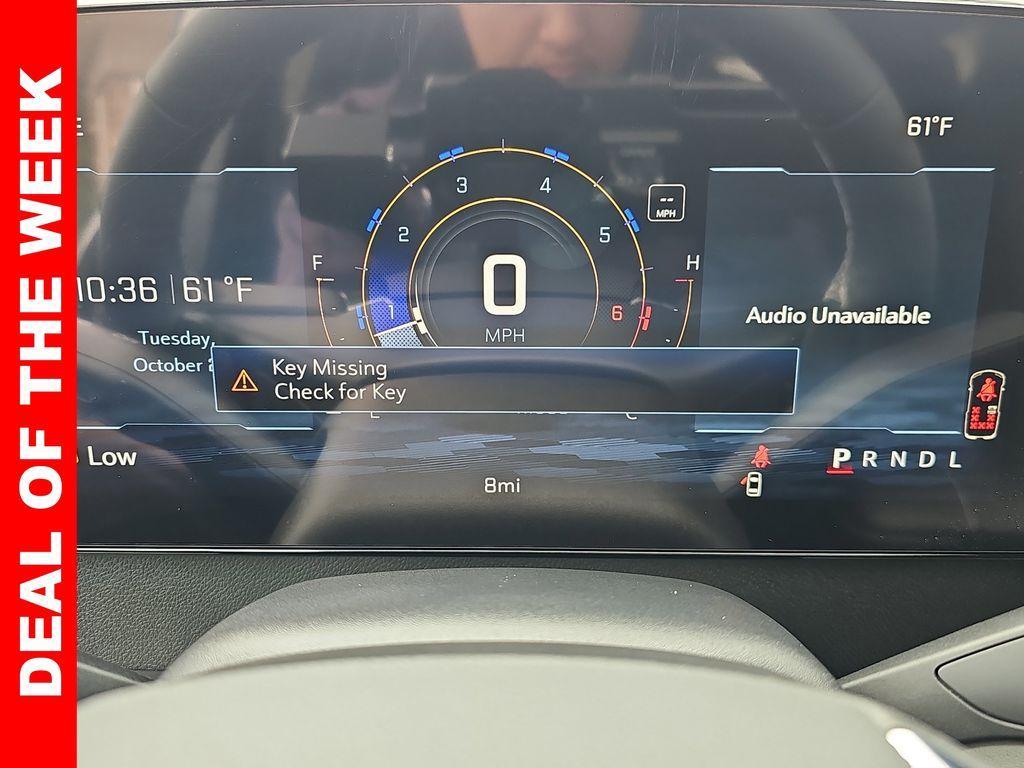 DEAL OF THE WEEK
61°F
3 4
2 5
-- MPH
F H
10:36 | 61 °F
1 6
0
MPH
Audio Unavailable
Tuesday,
October
Key Missing
Check for Key
Low
P R N D L
8mi